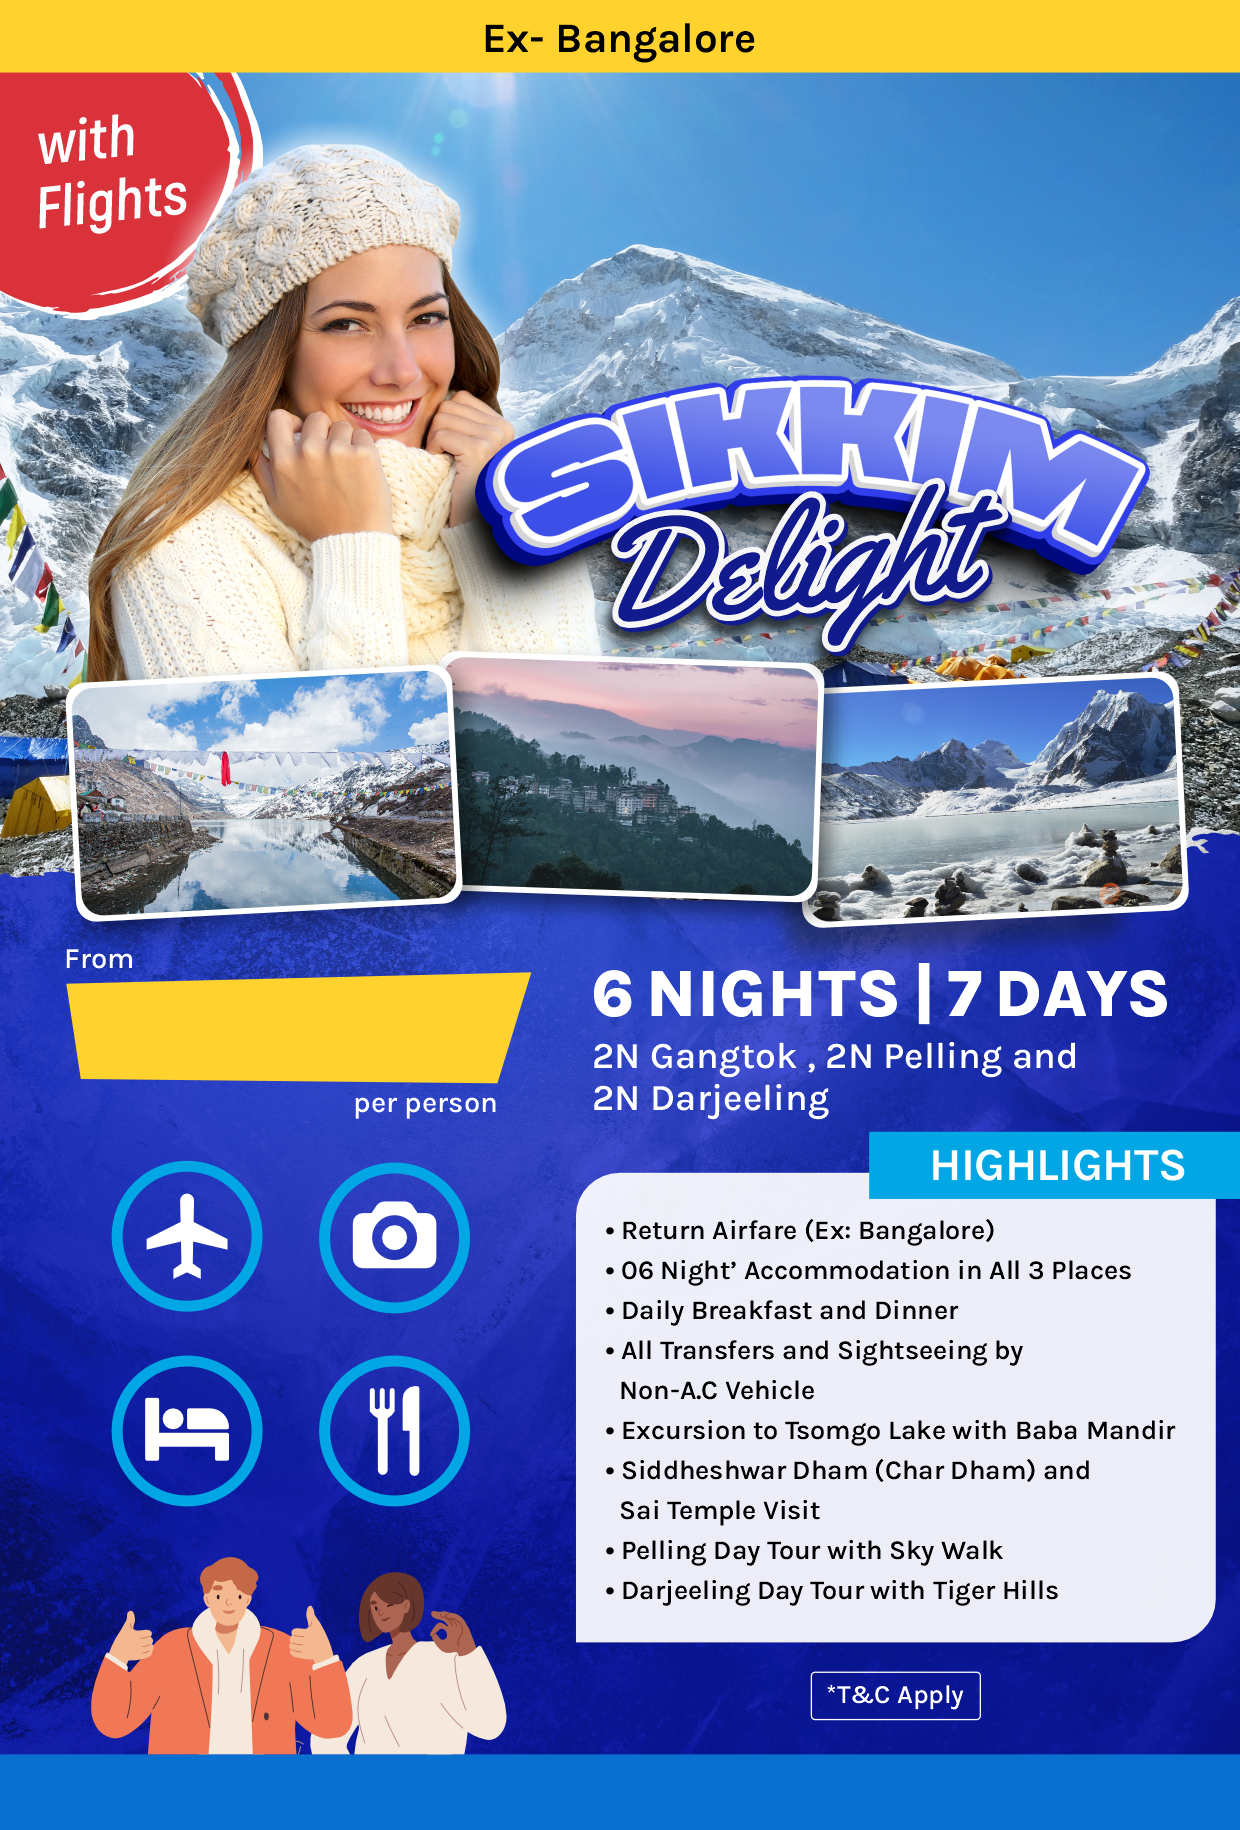 Ex- Bangalore
with
Flights
SIKKIM
Delight
From
per person
6 NIGHTS | 7 DAYS
2N Gangtok , 2N Pelling and
2N Darjeeling
HIGHLIGHTS
• Return Airfare (Ex: Bangalore)
• 06 Night’ Accommodation in All 3 Places
• Daily Breakfast and Dinner
• All Transfers and Sightseeing by
Non-A.C Vehicle
• Excursion to Tsomgo Lake with Baba Mandir
• Siddheshwar Dham (Char Dham) and
Sai Temple Visit
• Pelling Day Tour with Sky Walk
• Darjeeling Day Tour with Tiger Hills
*T&C Apply